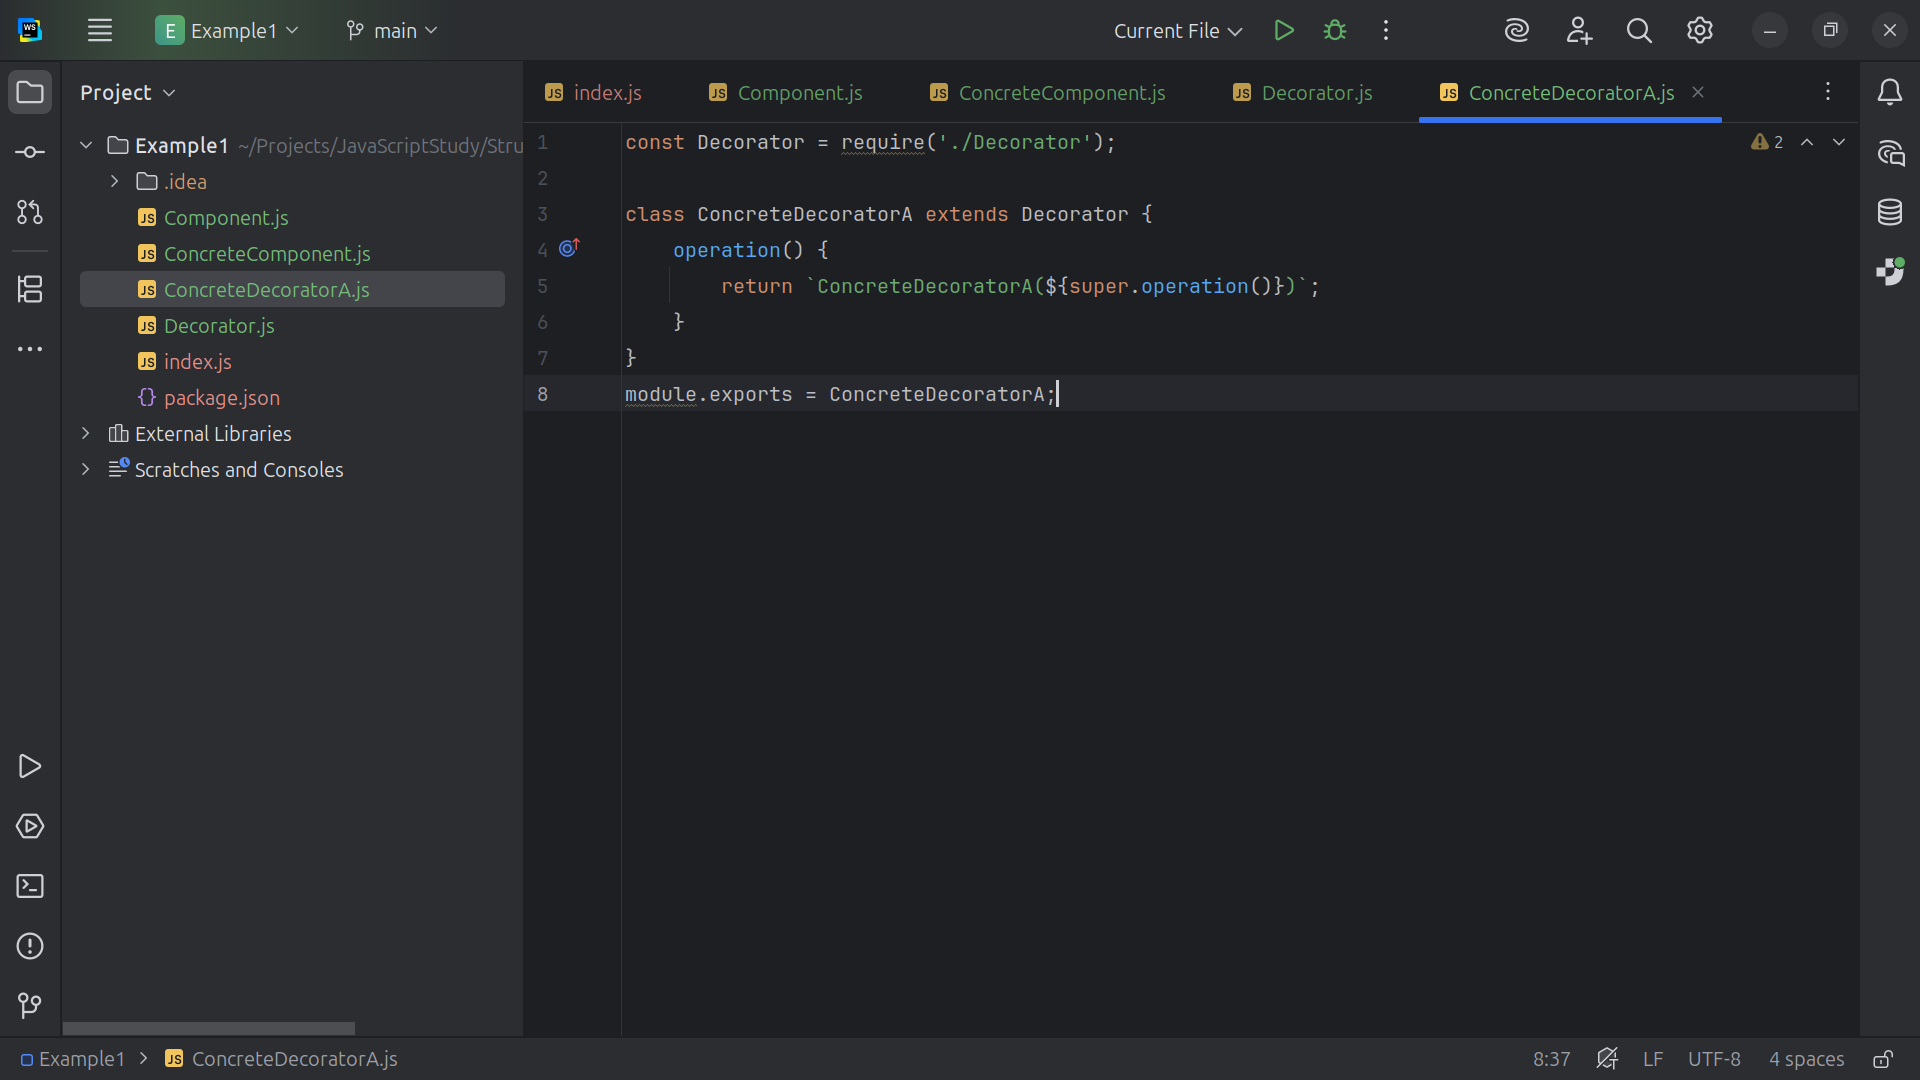 WS
E Example1
main
Current File
Project
Example1 ~/Projects/JavaScriptStudy/Stru
.idea
JS Component.js
JS ConcreteComponent.js
JS ConcreteDecoratorA.js
JS Decorator.js
JS index.js
{} package.json
External Libraries
Scratches and Consoles
JS index.js
JS Component.js
JS ConcreteComponent.js
JS Decorator.js
JS ConcreteDecoratorA.js
2
1 const Decorator = require('./Decorator');
2
3 class ConcreteDecoratorA extends Decorator {
4     operation() {
5         return `ConcreteDecoratorA(${super.operation()})`;
6     }
7 }
8 module.exports = ConcreteDecoratorA;
Example1
JS ConcreteDecoratorA.js
8:37
LF
UTF-8
4 spaces